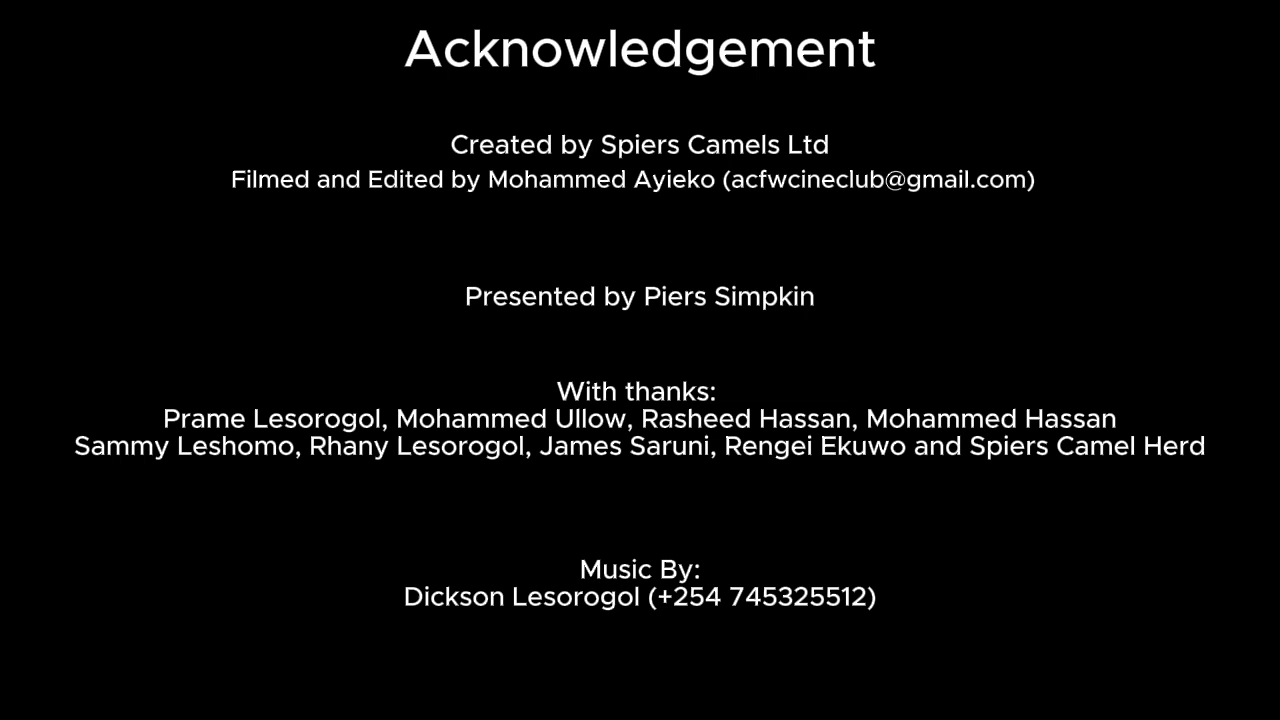 Acknowledgement
Created by Spiers Camels Ltd
Filmed and Edited by Mohammed Ayieko (acfwcineclub@gmail.com)
Presented by Piers Simpkin
With thanks:
Prame Lesorogol, Mohammed Ullow, Rasheed Hassan, Mohammed Hassan
Sammy Leshomo, Rhany Lesorogol, James Saruni, Rengei Ekuwo and Spiers Camel Herd
Music By:
Dickson Lesorogol (+254 745325512)